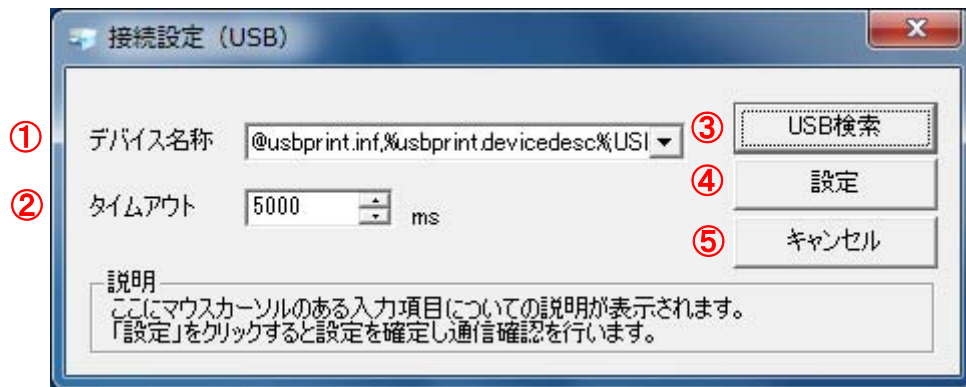 接続設定（USB）
① デバイス名称 @usbprint.inf,%usbprint.devicedesc%;USI ③ USB検索
④ 設定
② タイムアウト 5000 ms
⑤ キャンセル
説明
ここにマウスカーソルのある入力項目についての説明が表示されます。
「設定」をクリックすると設定を確定し通信確認を行います。